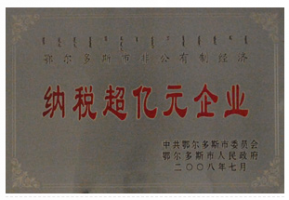 鄂尔多斯市非公有制经济
纳税超亿元企业
中共鄂尔多斯市委员会
鄂尔多斯市人民政府
二〇〇八年七月